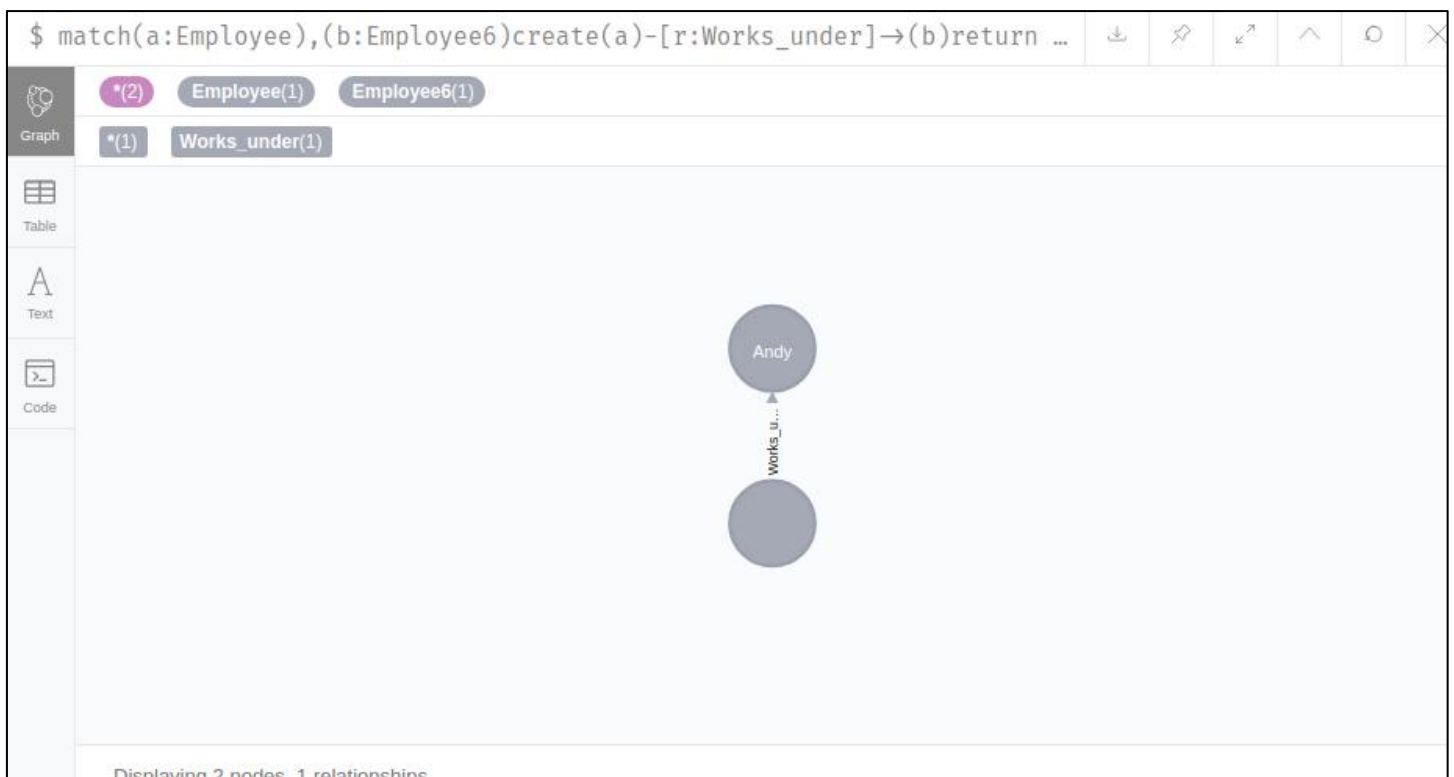 $ match(a:Employee),(b:Employee6)create(a)-[r:Works_under]->(b)return …
*(2) Employee(1) Employee6(1)
Graph
*(1) Works_under(1)
Table
A
Text
Code
Andy
Works_u...
Displaying 2 nodes, 1 relationships.